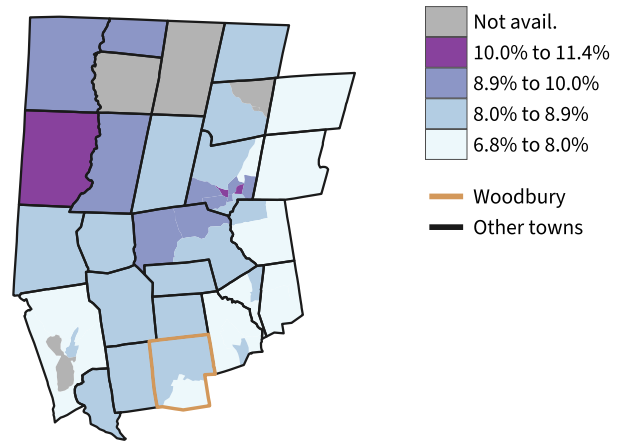 Not avail.
10.0% to 11.4%
8.9% to 10.0%
8.0% to 8.9%
6.8% to 8.0%
Woodbury
Other towns